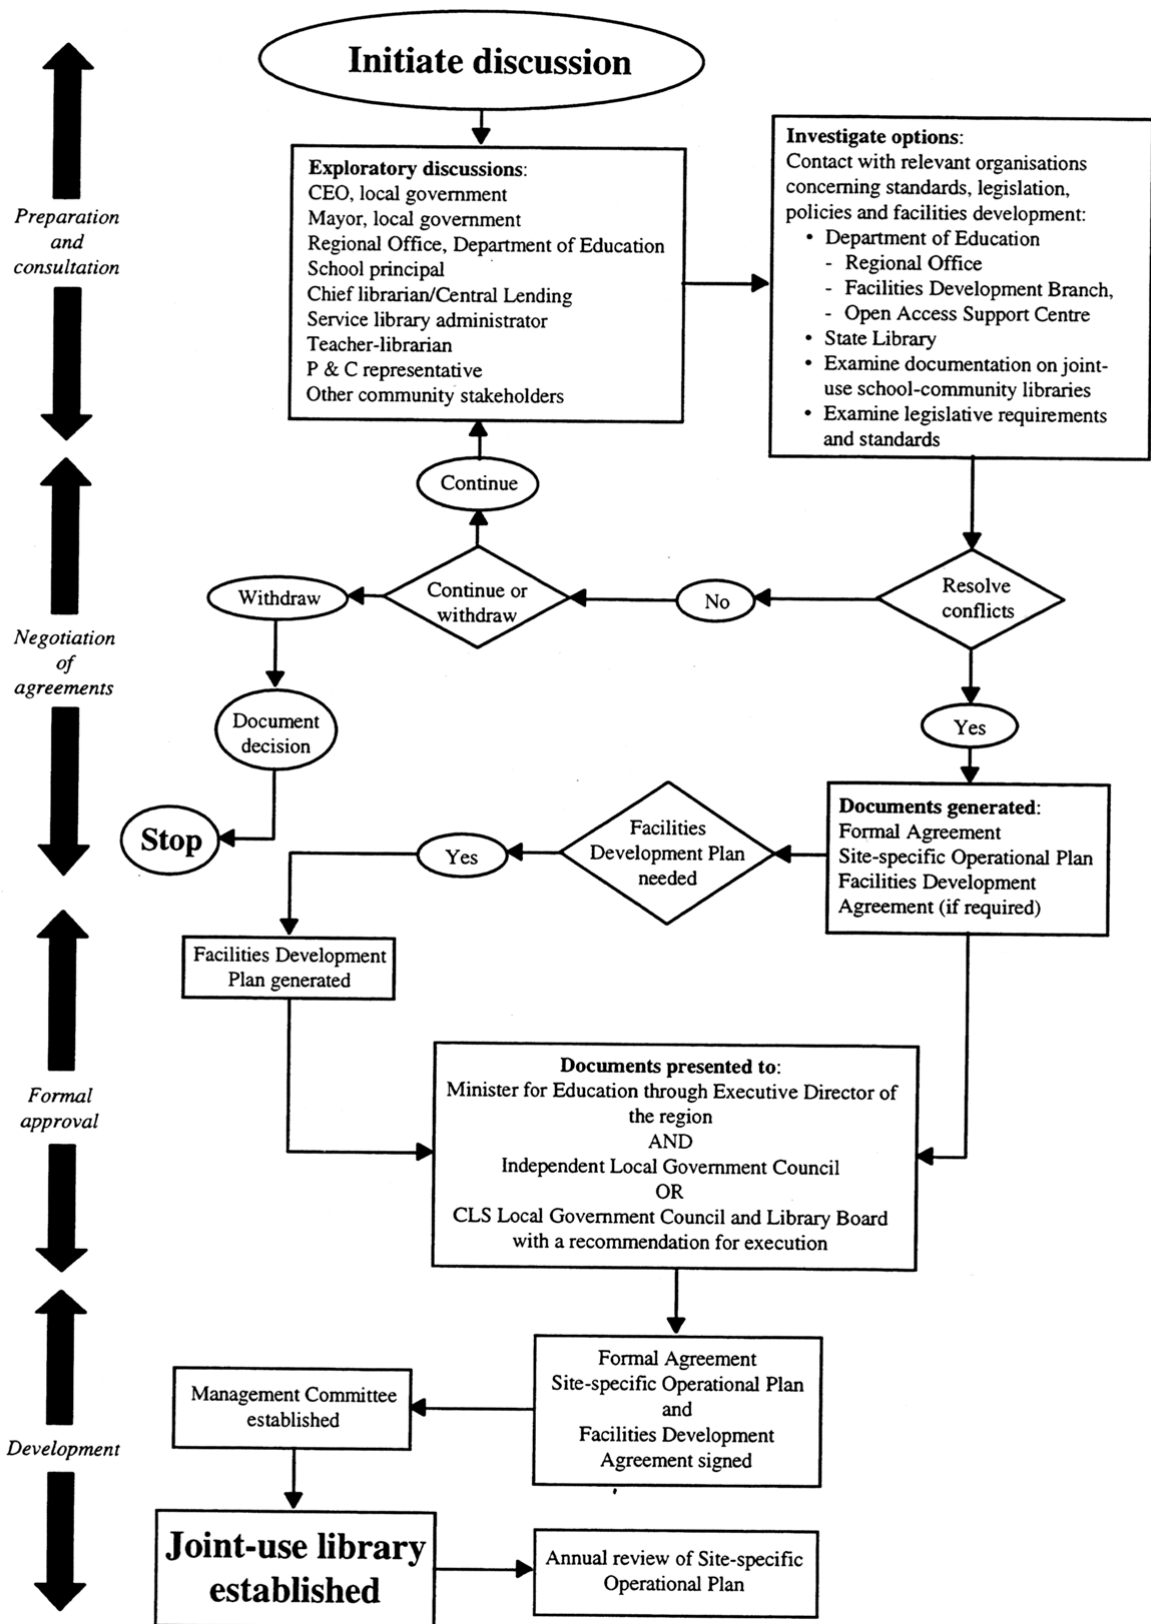 Initiate discussion
Preparation
and
consultation
Exploratory discussions:
CEO, local government
Mayor, local government
Regional Office, Department of Education
School principal
Chief librarian/Central Lending
Service library administrator
Teacher-librarian
P & C representative
Other community stakeholders
Investigate options:
Contact with relevant organisations
concerning standards, legislation,
policies and facilities development:
• Department of Education
- Regional Office
- Facilities Development Branch,
- Open Access Support Centre
• State Library
• Examine documentation on joint-
use school-community libraries
• Examine legislative requirements
and standards
Negotiation
of
agreements
Continue
Withdraw
Continue or
withdraw
No
Resolve
conflicts
Document
decision
Yes
Stop
Yes
Facilities
Development Plan
needed
Documents generated:
Formal Agreement
Site-specific Operational Plan
Facilities Development
Agreement (if required)
Formal
approval
Facilities Development
Plan generated
Documents presented to:
Minister for Education through Executive Director of
the region
AND
Independent Local Government Council
OR
CLS Local Government Council and Library Board
with a recommendation for execution
Development
Management Committee
established
Formal Agreement
Site-specific Operational Plan
and
Facilities Development
Agreement signed
Joint-use library
established
Annual review of Site-specific
Operational Plan